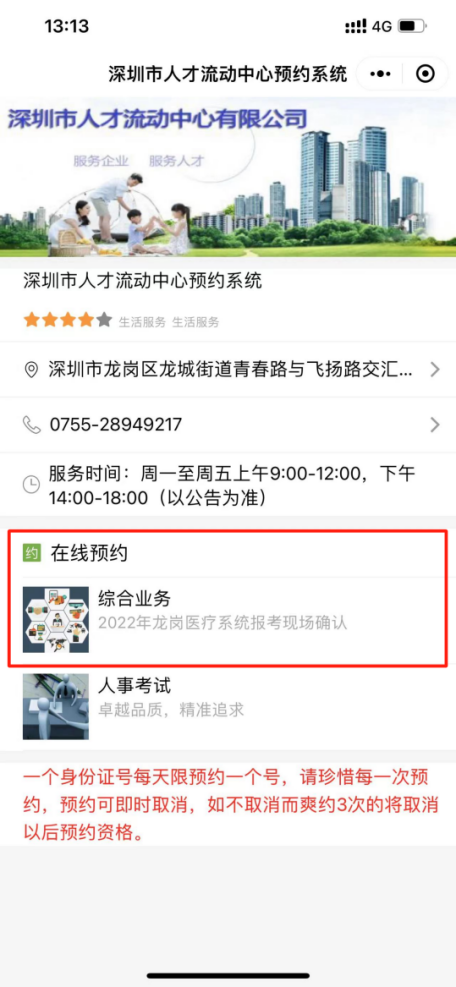 13:13
4G
深圳市人才流动中心预约系统
深圳市人才流动中心有限公司
服务企业 服务人才
深圳市人才流动中心预约系统
生活服务 生活服务
深圳市龙岗区龙城街道青春路与飞扬路交汇...
0755-28949217
服务时间：周一至周五上午9:00-12:00，下午
14:00-18:00（以公告为准）
约 在线预约
综合业务
2022年龙岗医疗系统报考现场确认
人事考试
卓越品质，精准追求
一个身份证号每天限预约一个号，请珍惜每一次预
约，预约可即时取消，如不取消而爽约3次的将取消
以后预约资格。